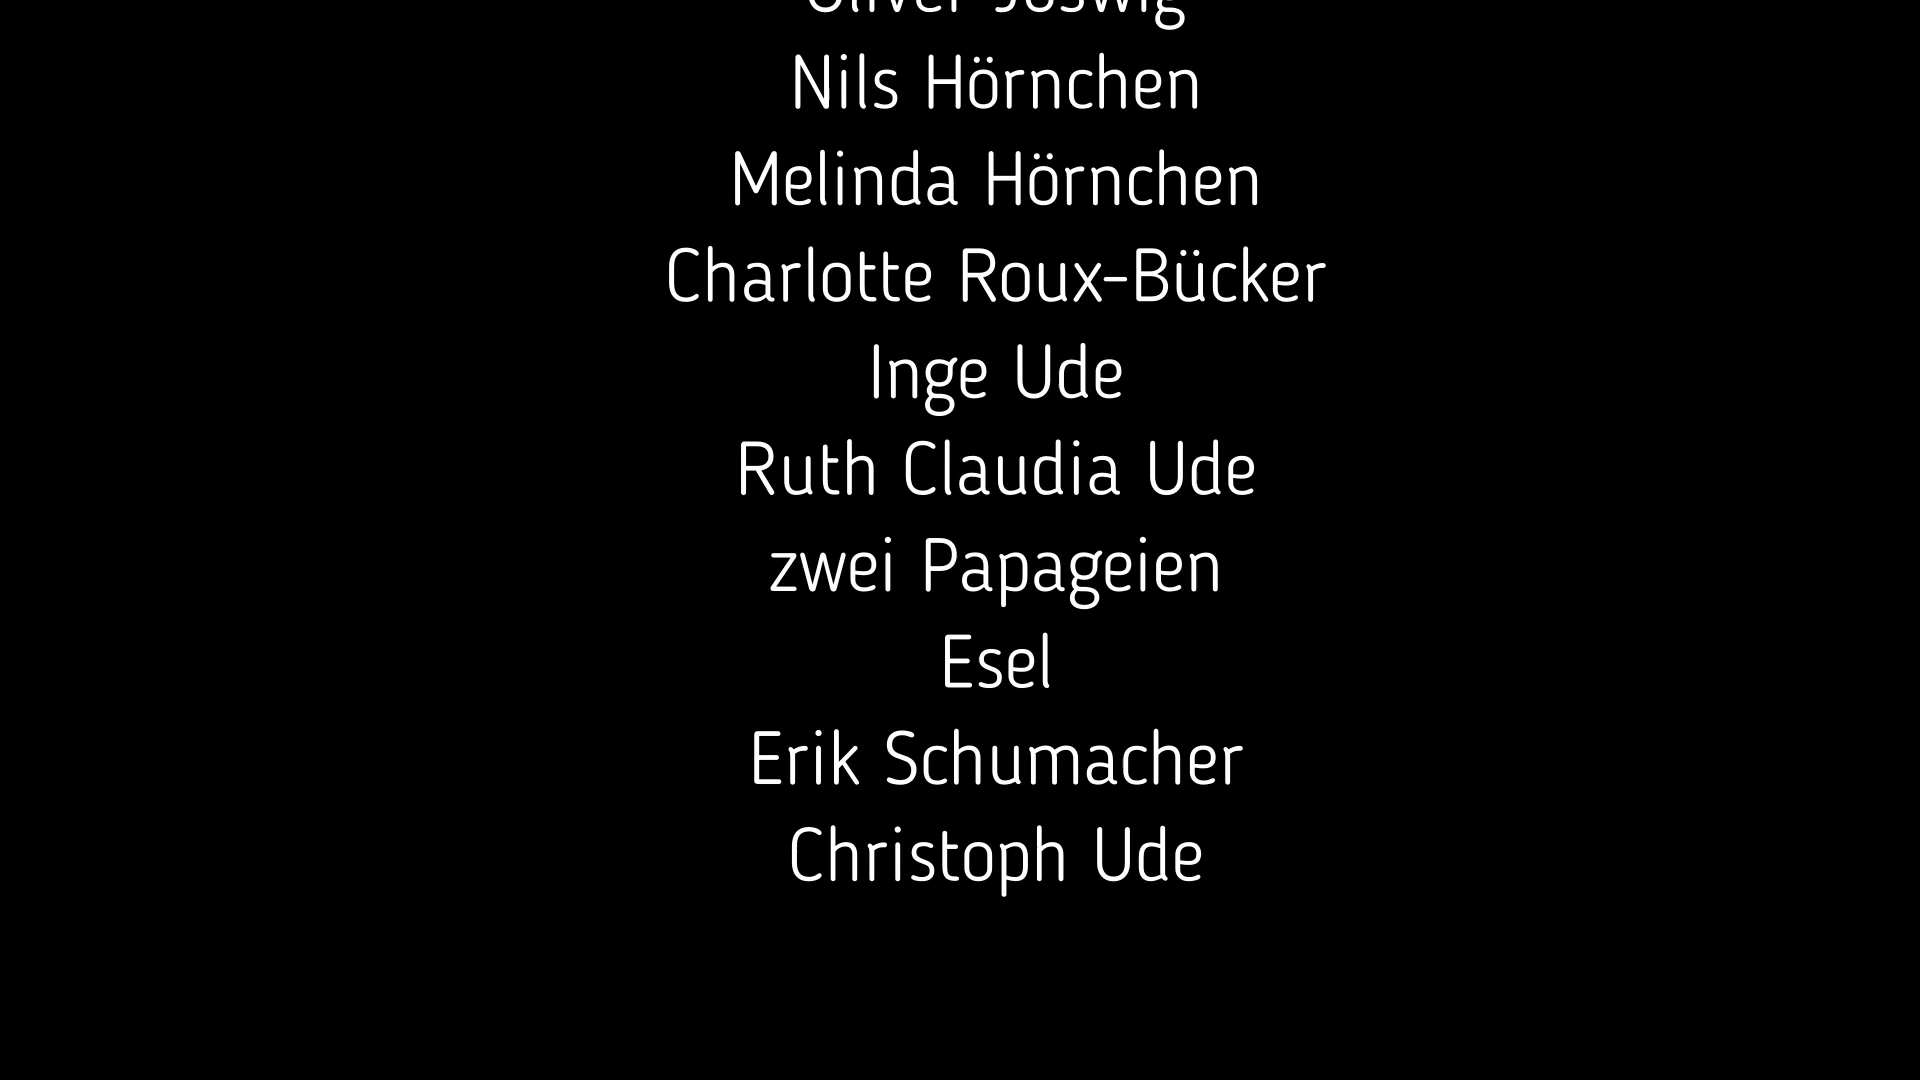 Nils Hörnchen
Melinda Hörnchen
Charlotte Roux-Bücker
Inge Ude
Ruth Claudia Ude
zwei Papageien
Esel
Erik Schumacher
Christoph Ude